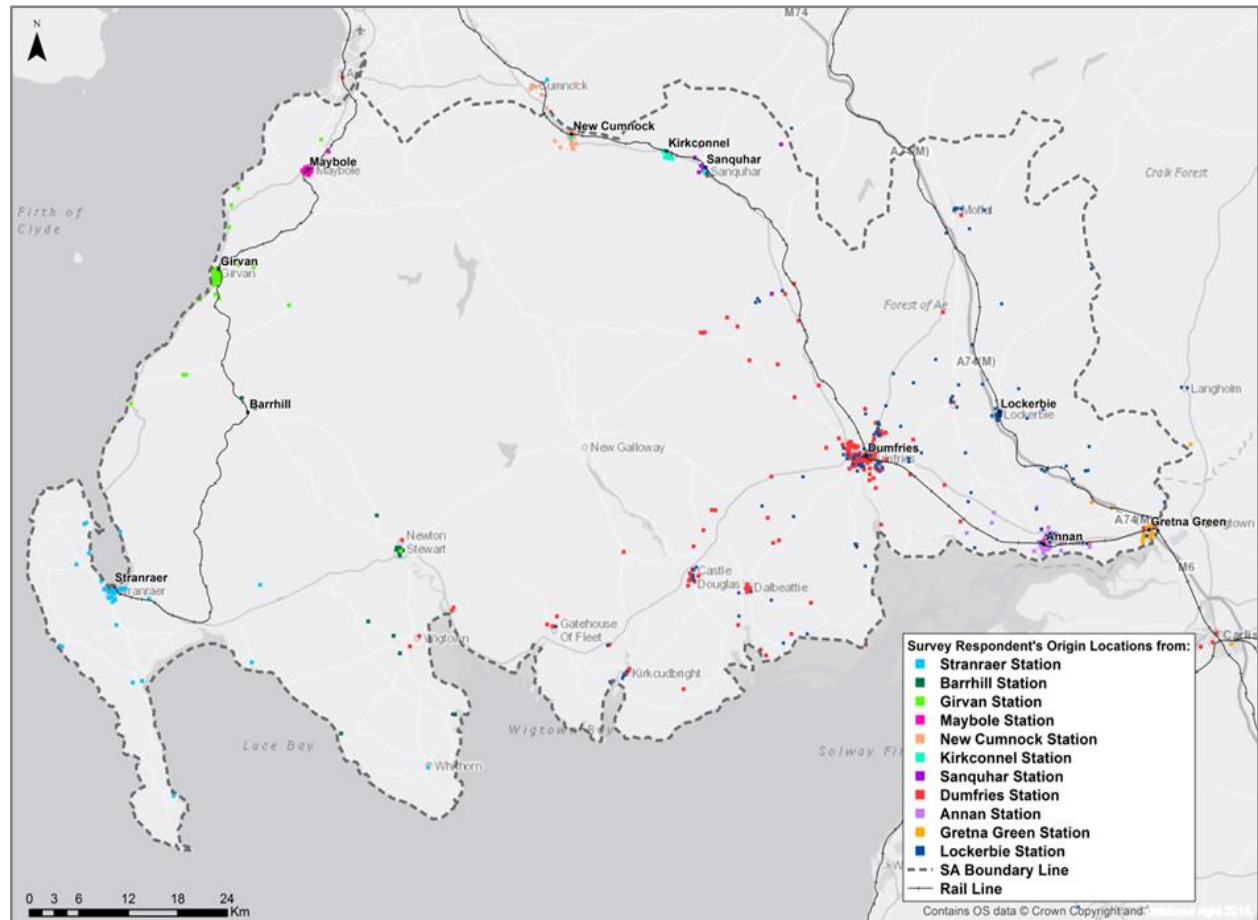 N
M74
Cumnock
New Cumnock
Kirkconnel
Sanquhar
Sanquhar
A74(M)
Craik Forest
Maybole
Maybole
Moffat
Firth of
Clyde
Girvan
Girvan
Forest of Ae
A74(M)
Langholm
Barrhill
Lockerbie
Lockerbie
New Galloway
Dumfries
A74(M)
Gretna Green
Annan
Newton
Stewart
M6
Stranraer
Castle
Douglas
Dalbeattie
Wigtown
Gatehouse
Of Fleet
Kirkcudbright
Luce Bay
Wigtown Bay
Solway Fir
Whithorn
Survey Respondent's Origin Locations from:
Stranraer Station
Barrhill Station
Girvan Station
Maybole Station
New Cumnock Station
Kirkconnel Station
Sanquhar Station
Dumfries Station
Annan Station
Gretna Green Station
Lockerbie Station
SA Boundary Line
Rail Line
0 3 6 12 18 24
Km
Contains OS data © Crown Copyright and database right